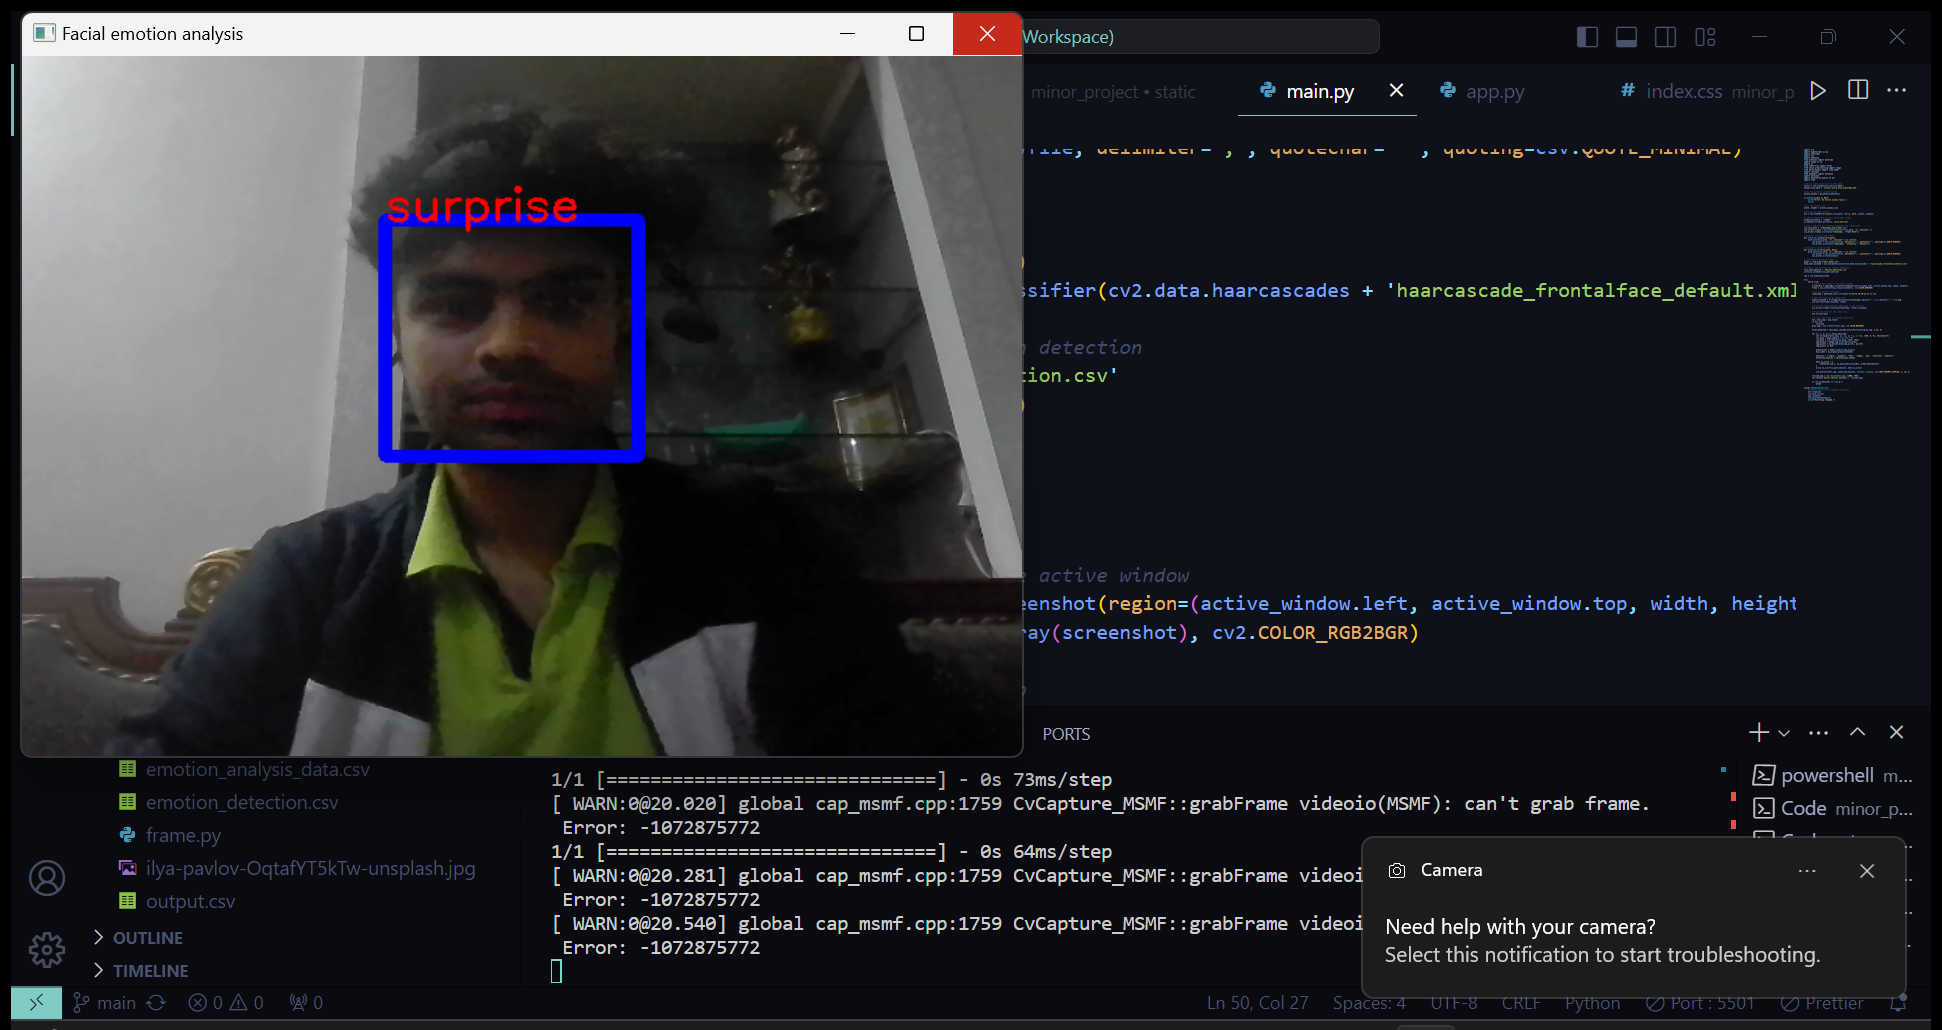 Facial emotion analysis
Workspace)
minor_project • static
main.py
app.py
# index.css minor_p
file, delimiter=
, quotechar=
, quoting=csv.QUOTE_MINIMAL)
surprise
)
ssifier(cv2.data.haarcascades + 'haarcascade_frontalface_default.xml
detection
tion.csv'
)
active window
eenshot(region=(active_window.left, active_window.top, width, height
ray(screenshot), cv2.COLOR_RGB2BGR)
PORTS
emotion_analysis_data.csv
emotion_detection.csv
frame.py
ilya-pavlov-OqtafYT5kTw-unsplash.jpg
output.csv
OUTLINE
TIMELINE
1/1 [==============================] - 0s 73ms/step
[ WARN:0@20.020] global cap_msmf.cpp:1759 CvCapture_MSMF::grabFrame videoio(MSMF): can't grab frame.
Error: -1072875772
1/1 [==============================] - 0s 64ms/step
[ WARN:0@20.281] global cap_msmf.cpp:1759 CvCapture_MSMF::grabFrame videoi
Error: -1072875772
[ WARN:0@20.540] global cap_msmf.cpp:1759 CvCapture_MSMF::grabFrame videoi
Error: -1072875772
powershell m...
Code minor_p...
Camera
Need help with your camera?
Select this notification to start troubleshooting.
main 0 0 0
Ln 50, Col 27 Spaces: 4 UTF-8 CRLF Python Port : 5501 Prettier